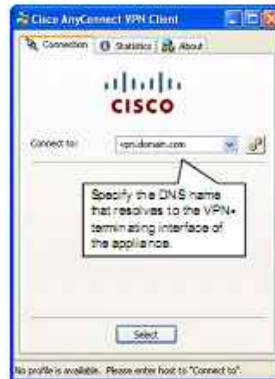 Cisco AnyConnect VPN Client
Connection
Statistics
About
CISCO
Connect to:
vpn.domain.com
Specify the DNS name
that resolves to the VPN-
terminating interface of
the appliance.
Select
No profile is available. Please enter host to "Connect to".